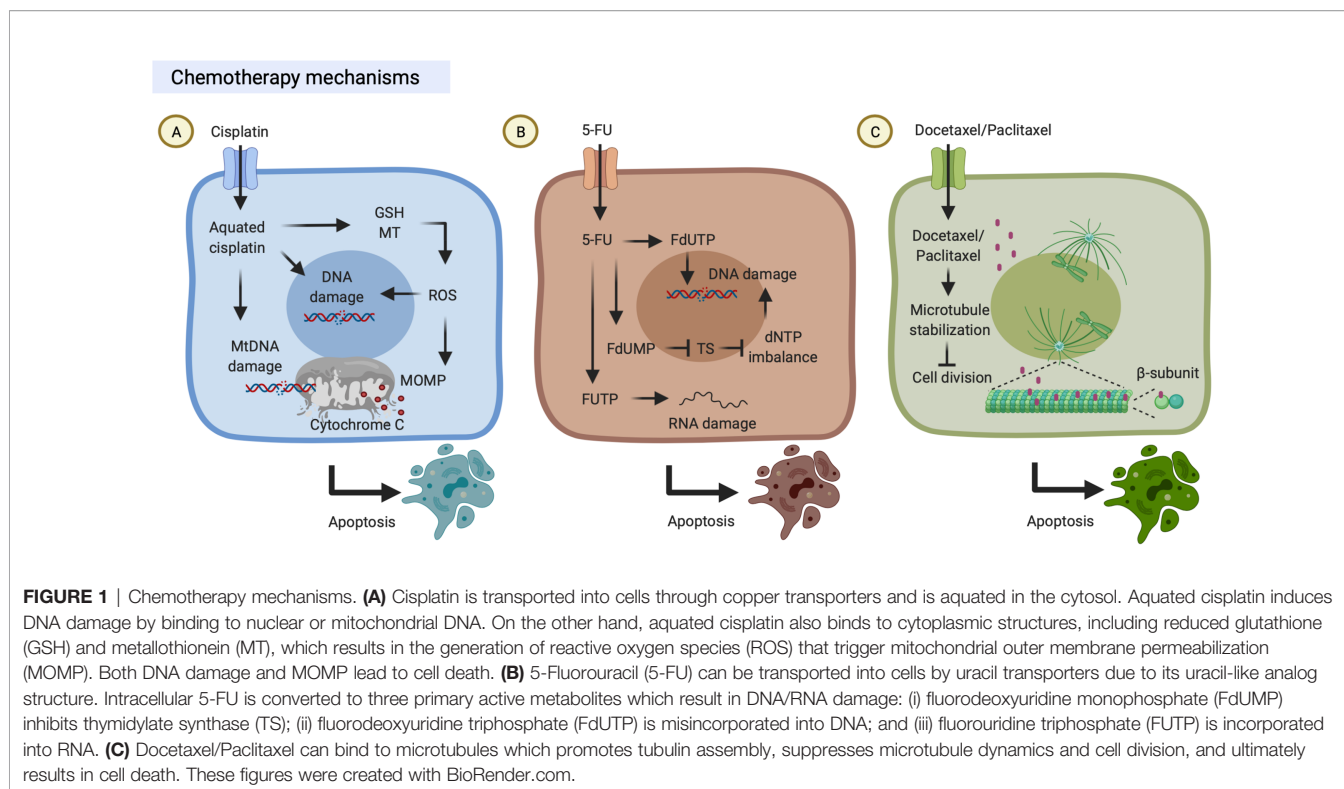 Chemotherapy mechanisms
A
Cisplatin
Aquated
cisplatin
GSH
MT
DNA
damage
ROS
MtDNA
damage
MOMP
Cytochrome C
Apoptosis
B
5-FU
5-FU
FdUTP
DNA damage
FdUMP
TS
dNTP
imbalance
FUTP
RNA damage
Apoptosis
C
Docetaxel/Paclitaxel
Docetaxel/
Paclitaxel
Microtubule
stabilization
Cell division
β-subunit
Apoptosis
FIGURE 1 | Chemotherapy mechanisms. (A) Cisplatin is transported into cells through copper transporters and is aquated in the cytosol. Aquated cisplatin induces
DNA damage by binding to nuclear or mitochondrial DNA. On the other hand, aquated cisplatin also binds to cytoplasmic structures, including reduced glutathione
(GSH) and metallothionein (MT), which results in the generation of reactive oxygen species (ROS) that trigger mitochondrial outer membrane permeabilization
(MOMP). Both DNA damage and MOMP lead to cell death. (B) 5-Fluorouracil (5-FU) can be transported into cells by uracil transporters due to its uracil-like analog
structure. Intracellular 5-FU is converted to three primary active metabolites which result in DNA/RNA damage: (i) fluorodeoxyuridine monophosphate (FdUMP)
inhibits thymidylate synthase (TS); (ii) fluorodeoxyuridine triphosphate (FdUTP) is misincorporated into DNA; and (iii) fluorouridine triphosphate (FUTP) is incorporated
into RNA. (C) Docetaxel/Paclitaxel can bind to microtubules which promotes tubulin assembly, suppresses microtubule dynamics and cell division, and ultimately
results in cell death. These figures were created with BioRender.com.